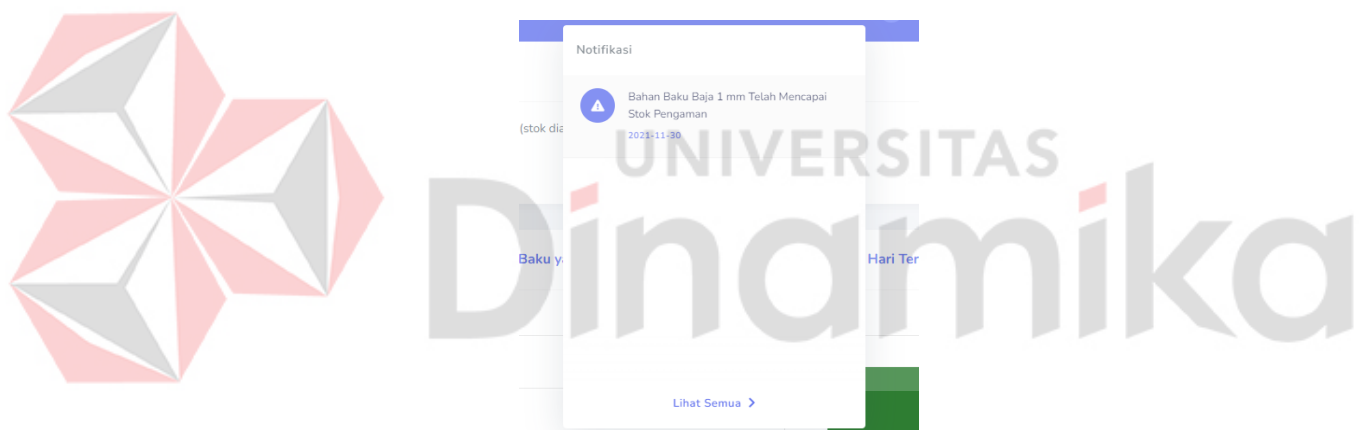 Notifikasi
Bahan Baku Baja 1 mm Telah Mencapai
Stok Pengaman
(stok dia
2021-11-30
UNIVERSITAS
Dinamika
Baku ya
Hari Ter
Lihat Semua